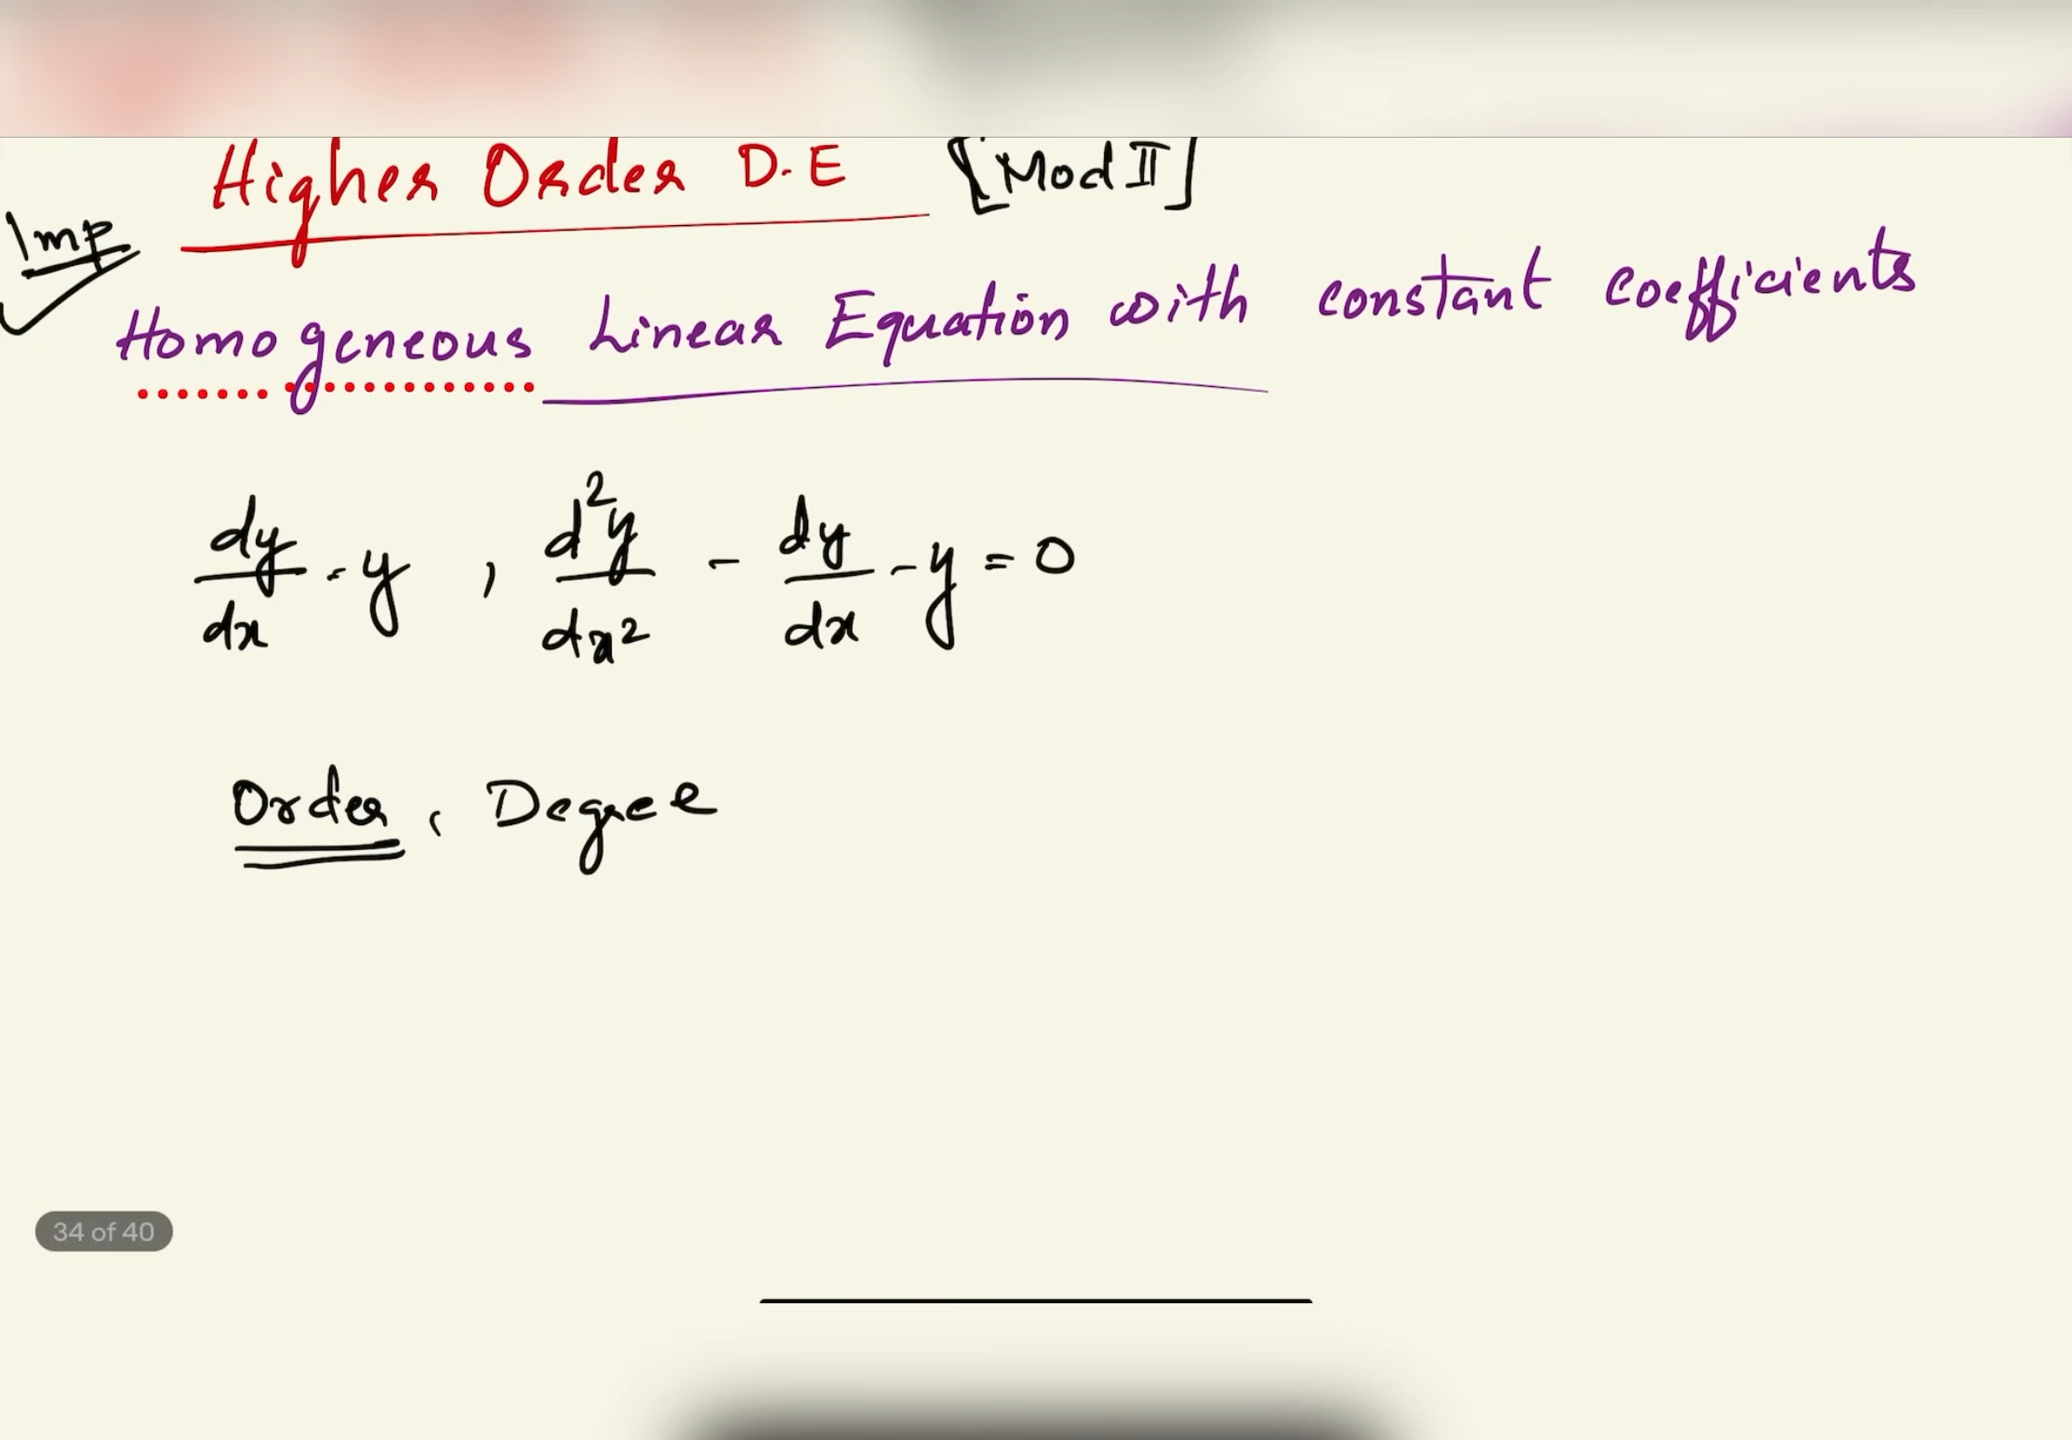 Higher Order D.E [Mod II]
Imp
Homogeneous Linear Equation with constant coefficients
dy/dx = y , d²y/dx² - dy/dx - y = 0
Order, Degree
34 of 40